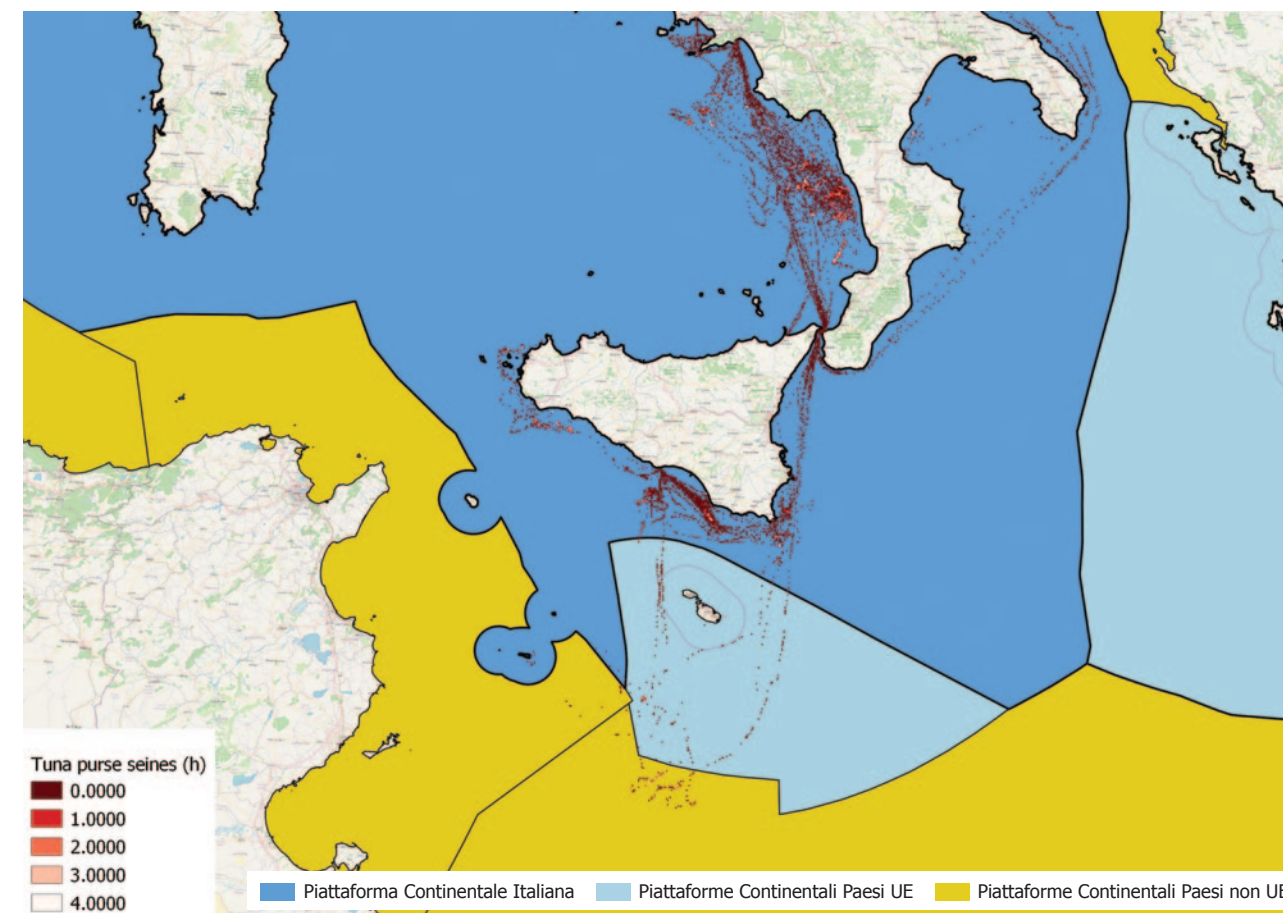 Tuna purse seines (h)
0.0000
1.0000
2.0000
3.0000
4.0000
Piattaforma Continentale Italiana Piattaforme Continentali Paesi UE Piattaforme Continentali Paesi non UE